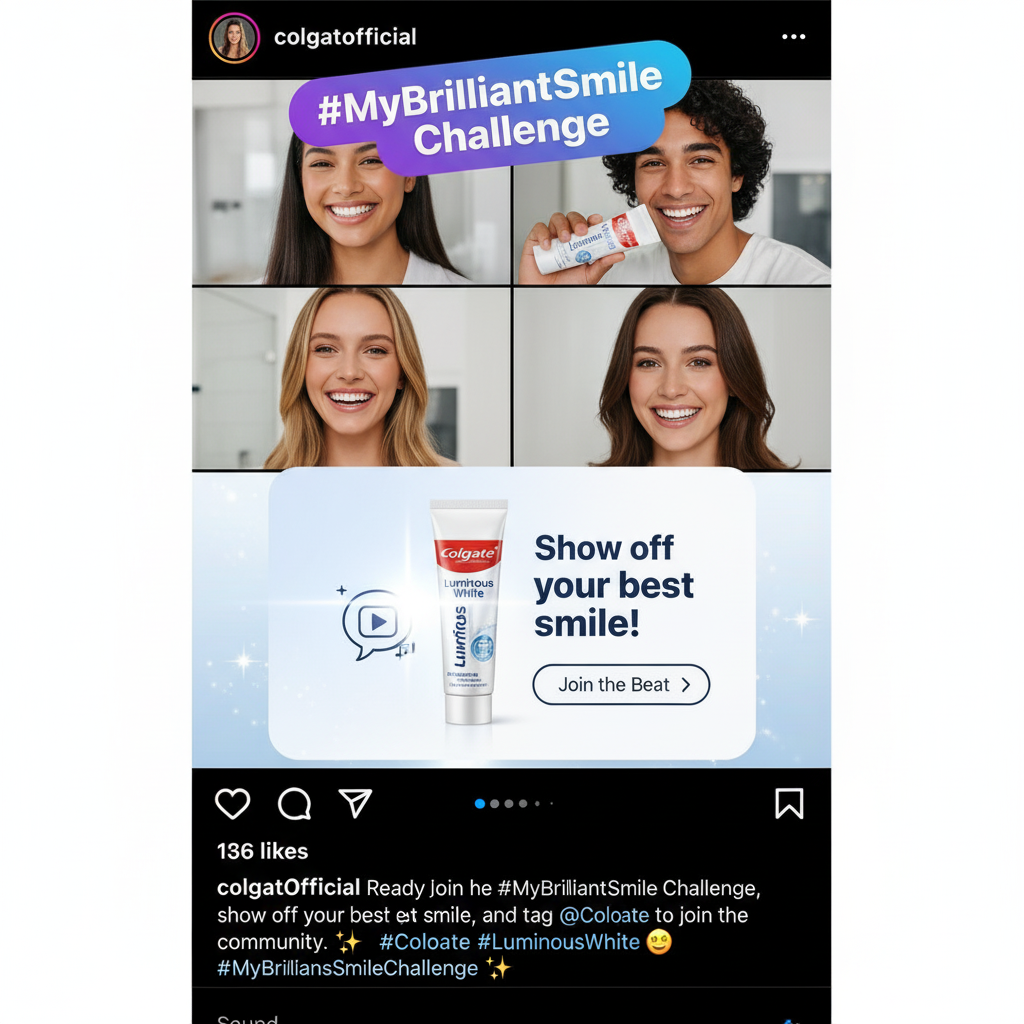 colgatofficial
#MyBrilliantSmile
Challenge
Colgate
Colgate
Lumıtous
White
Show off
your best
smile!
Join the Beat
136 likes
colgatOfficial Ready Join he #MyBrilliantSmile Challenge,
show off your best et smile, and tag @Coloate to join the
community. ✨ #Coloate #LuminousWhite
#MyBrilliansSmileChallenge ✨
Sound